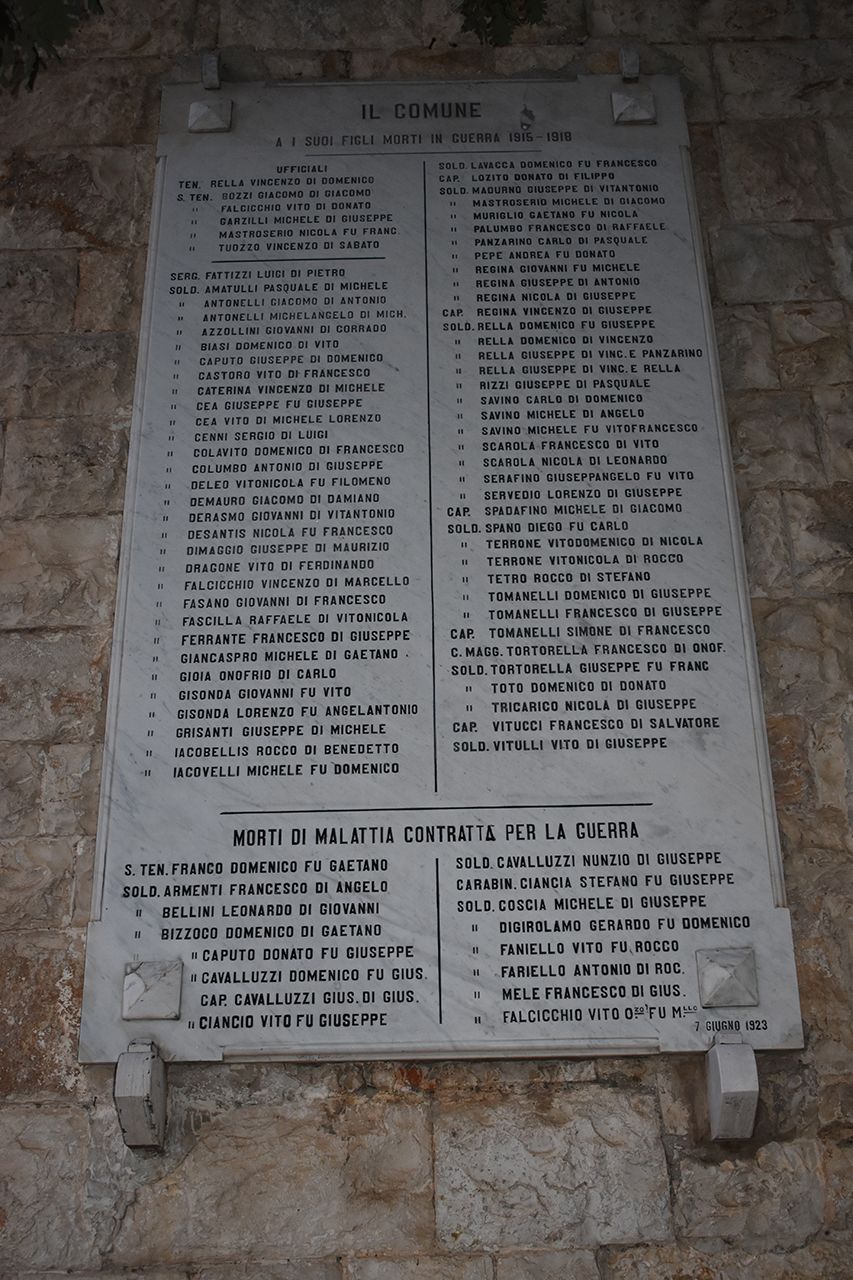 IL COMUNE
A I SUOI FIGLI MORTI IN GUERRA 1915-1918
UFFICIALI
TEN. RELLA VINCENZO DI DOMENICO
S. TEN. BOZZI GIACOMO DI GIACOMO
" FALCICCHIO VITO DI DONATO
" GARZILLI MICHELE DI GIUSEPPE
" MASTROSERIO NICOLA FU FRANC.
" TUOZZO VINCENZO DI SABATO
SERG. FATTIZZI LUIGI DI PIETRO
SOLD. AMATULLI PASQUALE DI MICHELE
" ANTONELLI GIACOMO DI ANTONIO
" ANTONELLI MICHELANGELO DI MICH.
" AZZOLLINI GIOVANNI DI CORRADO
" BIASI DOMENICO DI VITO
" CAPUTO GIUSEPPE DI DOMENICO
" CASTORO VITO DI FRANCESCO
" CATERINA VINCENZO DI MICHELE
" CEA GIUSEPPE FU GIUSEPPE
" CEA VITO DI MICHELE LORENZO
" CENNI SERGIO DI LUIGI
" COLAVITO DOMENICO DI FRANCESCO
" COLUMBO ANTONIO DI GIUSEPPE
" DELEO VITONICOLA FU FILOMENO
" DEMAURO GIACOMO DI DAMIANO
" DERASMO GIOVANNI DI VITANTONIO
" DESANTIS NICOLA FU FRANCESCO
" DIMAGGIO GIUSEPPE DI MAURIZIO
" DRAGONE VITO DI FERDINANDO
" FALCICCHIO VINCENZO DI MARCELLO
" FASANO GIOVANNI DI FRANCESCO
" FASCILLA RAFFAELE DI VITONICOLA
" FERRANTE FRANCESCO DI GIUSEPPE
" GIANCASPRO MICHELE DI GAETANO .
" GIOIA ONOFRIO DI CARLO
" GISONDA GIOVANNI FU VITO
" GISONDA LORENZO FU ANGELANTONIO
" GRISANTI GIUSEPPE DI MICHELE
" IACOBELLIS ROCCO DI BENEDETTO
" IACOVELLI MICHELE FU DOMENICO
SOLD. LAVACCA DOMENICO FU FRANCESCO
CAP. LOZITO DONATO DI FILIPPO
SOLD. MADURNO GIUSEPPE DI VITANTONIO
" MASTROSERIO MICHELE DI GIACOMO
" MURIGLIO GAETANO FU NICOLA
" PALUMBO FRANCESCO DI RAFFAELE
" PANZARINO CARLO DI PASQUALE
" PEPE ANDREA FU DONATO
" REGINA GIOVANNI FU MICHELE
" REGINA GIUSEPPE DI ANTONIO
" REGINA NICOLA DI GIUSEPPE
CAP. REGINA VINCENZO DI GIUSEPPE
SOLD. RELLA DOMENICO FU GIUSEPPE
" RELLA DOMENICO DI VINCENZO
" RELLA GIUSEPPE DI VINC. E PANZARINO
" RELLA GIUSEPPE DI VINC. E RELLA
" RIZZI GIUSEPPE DI PASQUALE
" SAVINO CARLO DI DOMENICO
" SAVINO MICHELE DI ANGELO
" SAVINO MICHELE FU VITOFRANCESCO
" SCAROLA FRANCESCO DI VITO
" SCAROLA NICOLA DI LEONARDO
" SERAFINO GIUSEPPANGELO FU VITO
" SERVEDIO LORENZO DI GIUSEPPE
CAP. SPADAFINO MICHELE DI GIACOMO
SOLD. SPANO DIEGO FU CARLO
" TERRONE VITODOMENICO DI NICOLA
" TERRONE VITONICOLA DI ROCCO
" TETRO ROCCO DI STEFANO
" TOMANELLI DOMENICO DI GIUSEPPE
" TOMANELLI FRANCESCO DI GIUSEPPE
CAP. TOMANELLI SIMONE DI FRANCESCO
C. MAGG. TORTORELLA FRANCESCO DI ONOF.
SOLD. TORTORELLA GIUSEPPE FU FRANC
" TOTO DOMENICO DI DONATO
" TRICARICO NICOLA DI GIUSEPPE
CAP. VITUCCI FRANCESCO DI SALVATORE
SOLD. VITULLI VITO DI GIUSEPPE
MORTI DI MALATTIA CONTRATTA PER LA GUERRA
S. TEN. FRANCO DOMENICO FU GAETANO
SOLD. ARMENTI FRANCESCO DI ANGELO
" BELLINI LEONARDO DI GIOVANNI
" BIZZOCO DOMENICO DI GAETANO
" CAPUTO DONATO FU GIUSEPPE
" CAVALLUZZI DOMENICO FU GIUS.
CAP. CAVALLUZZI GIUS. DI GIUS.
" CIANCIO VITO FU GIUSEPPE
SOLD. CAVALLUZZI NUNZIO DI GIUSEPPE
CARABIN. CIANCIA STEFANO FU GIUSEPPE
SOLD. COSCIA MICHELE DI GIUSEPPE
" DIGIROLAMO GERARDO FU DOMENICO
" FANIELLO VITO FU ROCCO
" FARIELLO ANTONIO DI ROC.
" MELE FRANCESCO DI GIUS.
" FALCICCHIO VITO Oᶻᴼ FU M.ᴸᴸᴼ
7 GIUGNO 1923